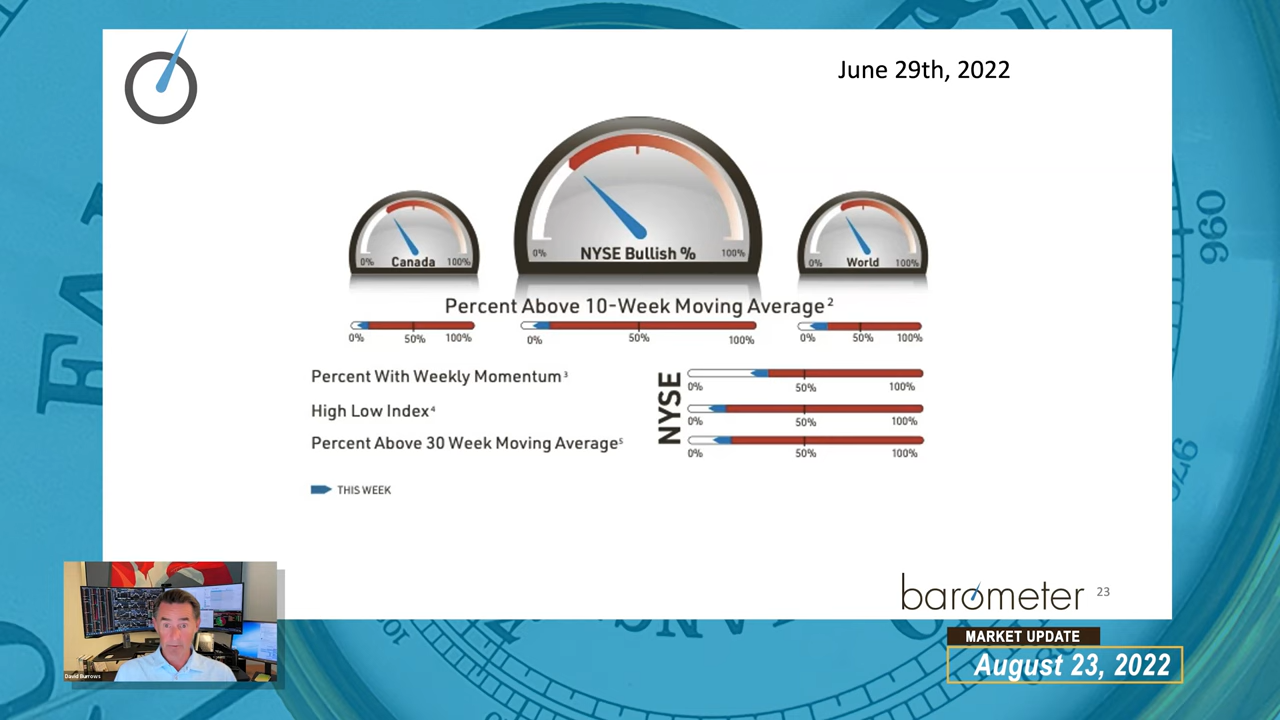 June 29th, 2022
0% Canada 100%
0% NYSE Bullish % 100%
0% World 100%
Percent Above 10-Week Moving Average²
0% 50% 100%
0% 50% 100%
0% 50% 100%
Percent With Weekly Momentum³
High Low Index⁴
Percent Above 30 Week Moving Average⁵
NYSE
0% 50% 100%
0% 50% 100%
0% 50% 100%
THIS WEEK
barometer
23
MARKET UPDATE
August 23, 2022
David Burrows
960
970